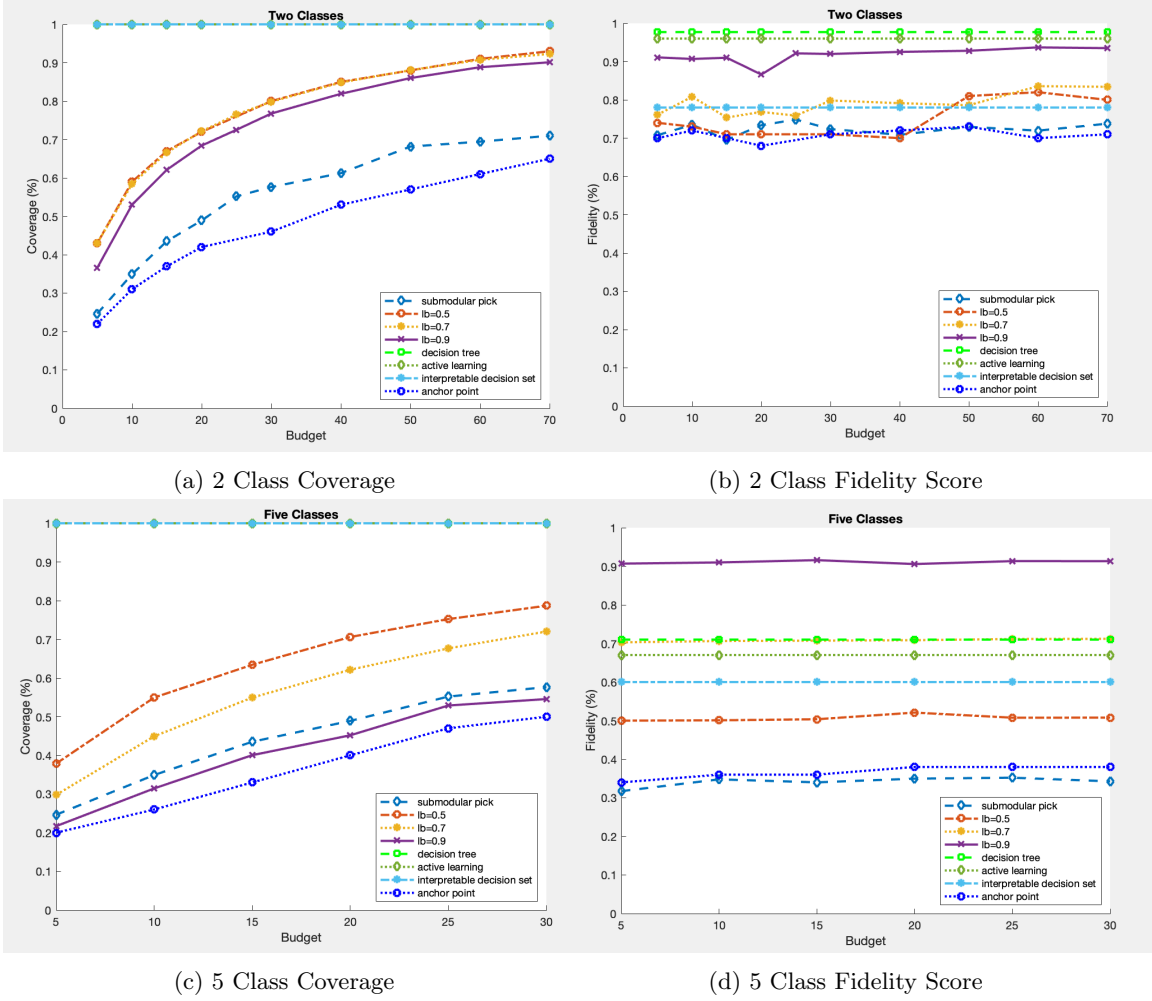 Two Classes
1
0.9
0.8
0.7
0.6
0.5
0.4
0.3
0.2
0.1
0
Coverage (%)
0 10 20 30 40 50 60 70
Budget
submodular pick
lb=0.5
lb=0.7
lb=0.9
decision tree
active learning
interpretable decision set
anchor point
(a) 2 Class Coverage
Two Classes
1
0.9
0.8
0.7
0.6
0.5
0.4
0.3
0.2
0.1
0
Fidelity (%)
0 10 20 30 40 50 60 70
Budget
submodular pick
lb=0.5
lb=0.7
lb=0.9
decision tree
active learning
interpretable decision set
anchor point
(b) 2 Class Fidelity Score
Five Classes
1
0.9
0.8
0.7
0.6
0.5
0.4
0.3
0.2
0.1
0
Coverage (%)
5 10 15 20 25 30
Budget
submodular pick
lb=0.5
lb=0.7
lb=0.9
decision tree
active learning
interpretable decision set
anchor point
(c) 5 Class Coverage
Five Classes
1
0.9
0.8
0.7
0.6
0.5
0.4
0.3
0.2
0.1
0
Fidelity (%)
5 10 15 20 25 30
Budget
submodular pick
lb=0.5
lb=0.7
lb=0.9
decision tree
active learning
interpretable decision set
anchor point
(d) 5 Class Fidelity Score